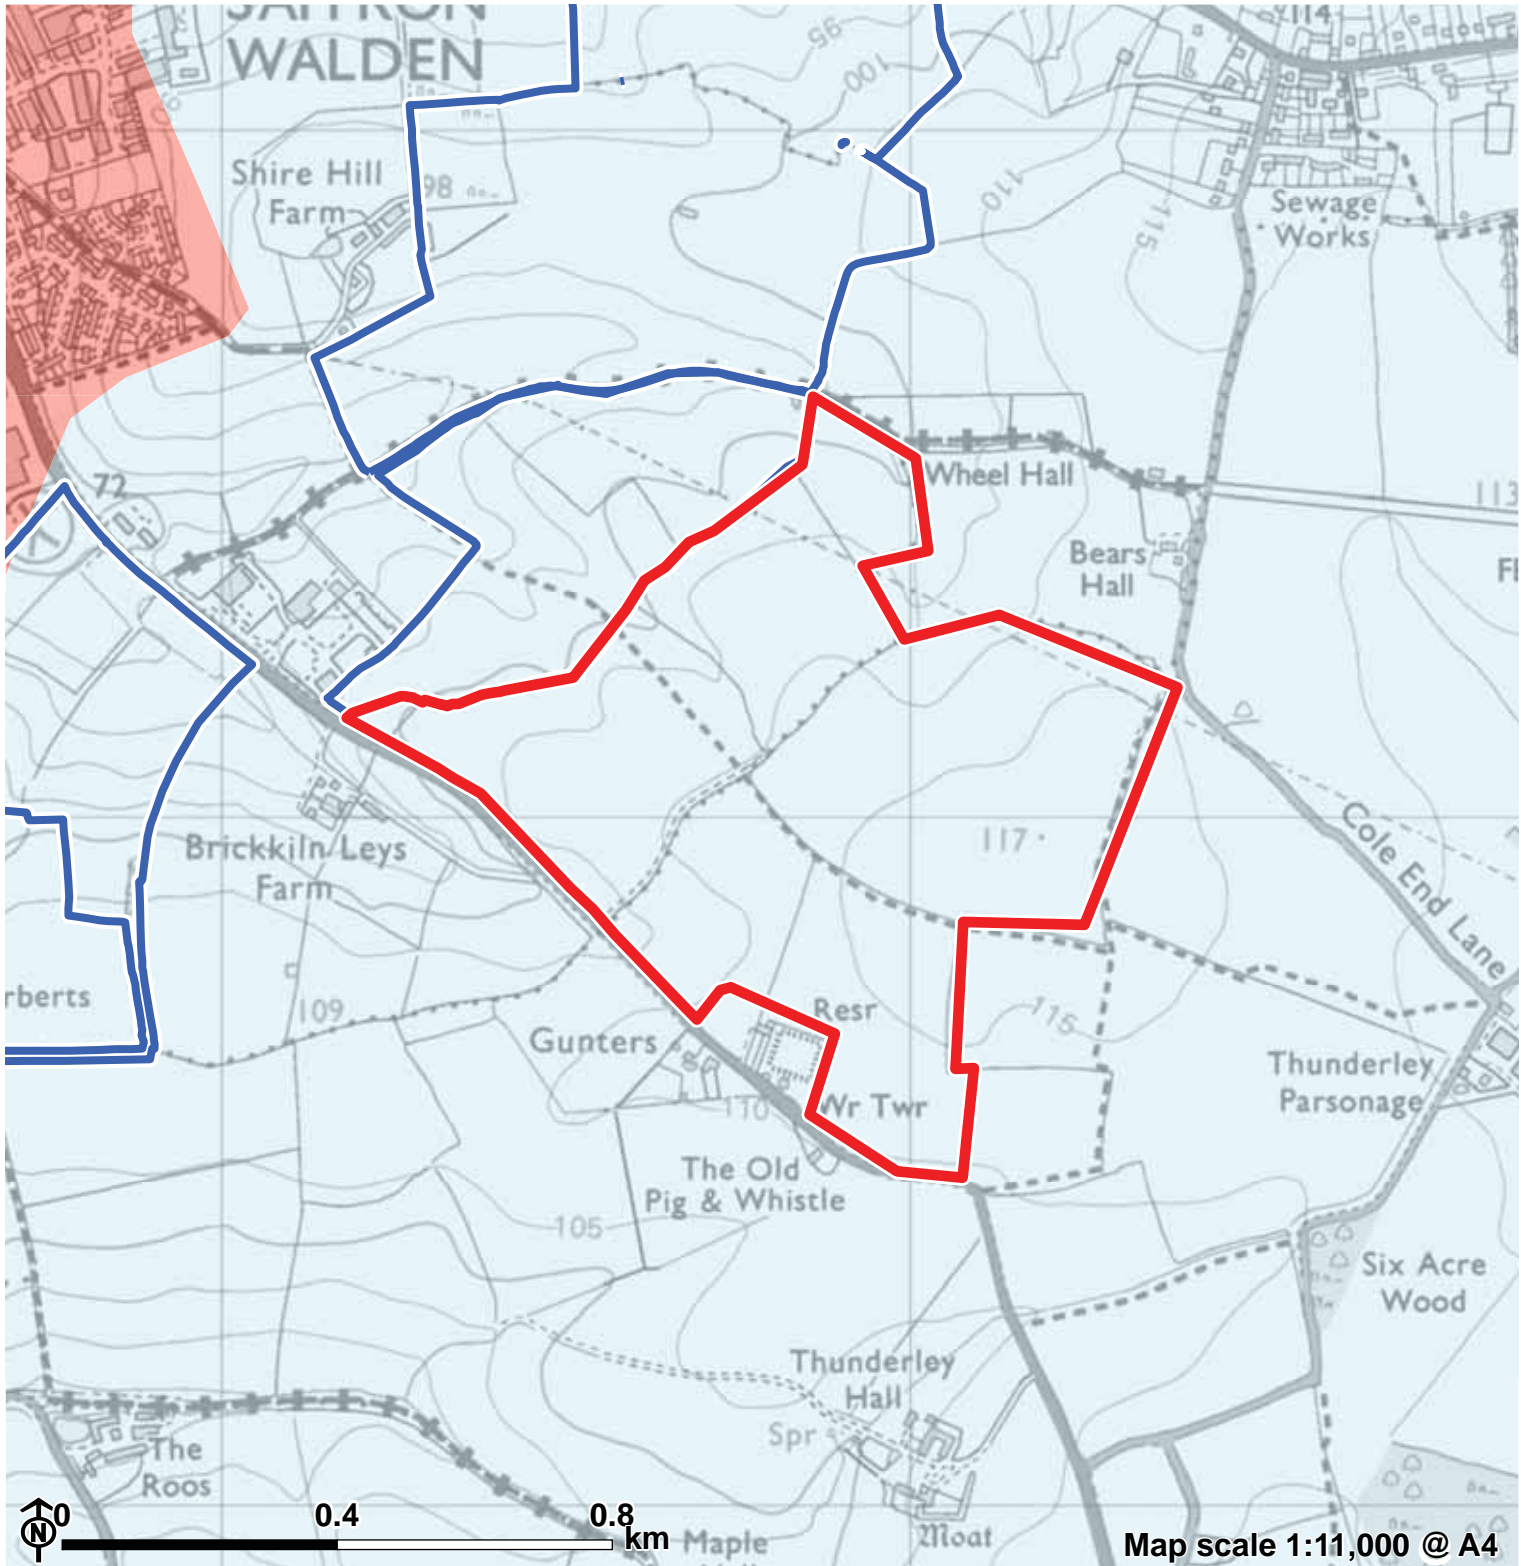 SAFFRON
WALDEN
95
100
114
Shire Hill
Farm
98
110
115
Sewage
Works
72
Wheel Hall
113
Bears
Hall
117
Cole End Lane
Brickkiln Leys
Farm
rberts
109
Resr
115
Gunters
110
Wr Twr
Thunderley
Parsonage
The Old
Pig & Whistle
105
Six Acre
Wood
Thunderley
Hall
Spr
The
Roos
Moat
Maple
0
0.4
0.8
km
N
Map scale 1:11,000 @ A4